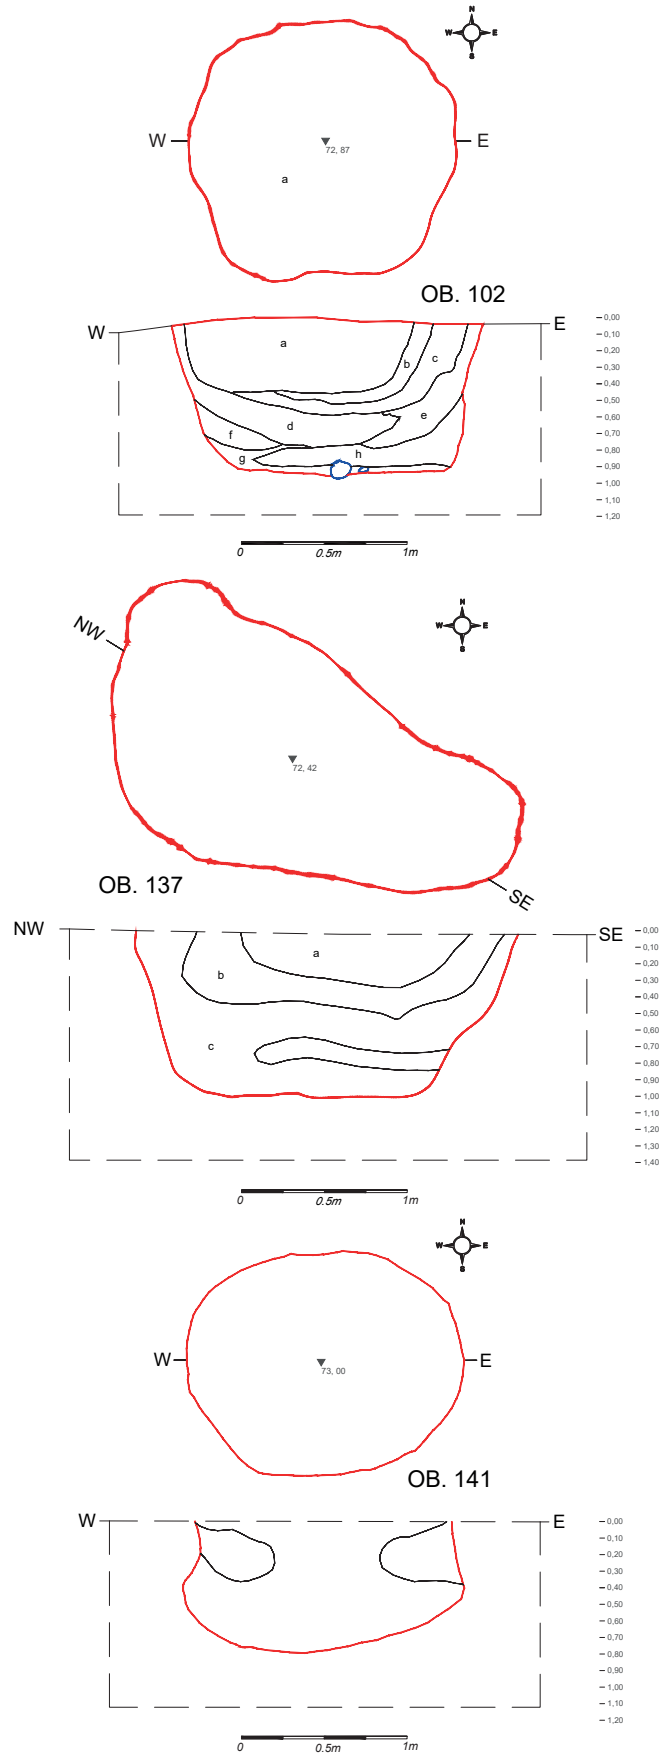 N
W E
S
W E
72, 87
a
OB. 102
W E
a
b
c
d
e
f
g
h
0,00
0,10
0,20
0,30
0,40
0,50
0,60
0,70
0,80
0,90
1,00
1,10
1,20
0 0.5m 1m
N
W E
S
NW
72, 42
OB. 137
SE
NW SE
a
b
c
0,00
0,10
0,20
0,30
0,40
0,50
0,60
0,70
0,80
0,90
1,00
1,10
1,20
1,30
1,40
0 0.5m 1m
N
W E
S
W E
73, 00
OB. 141
W E
0,00
0,10
0,20
0,30
0,40
0,50
0,60
0,70
0,80
0,90
1,00
1,10
1,20
0 0.5m 1m